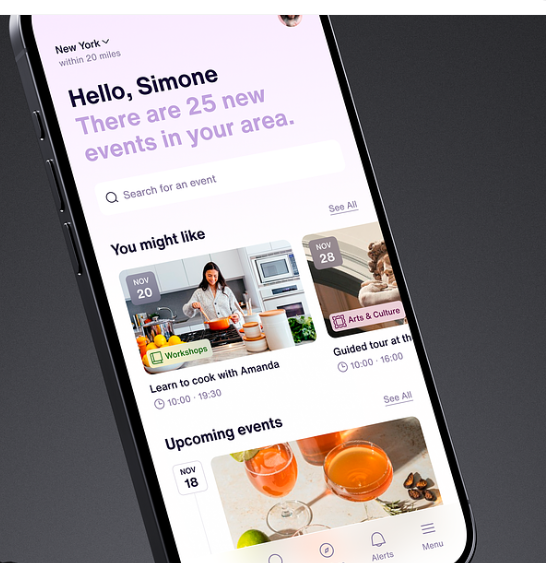 New York
within 20 miles
Hello, Simone
There are 25 new
events in your area.
Search for an event
See All
You might like
NOV
20
Workshops
Learn to cook with Amanda
10:00 - 19:30
NOV
28
Arts & Culture
Guided tour at th
10:00 - 16:00
See All
Upcoming events
NOV
18
Alerts
Menu